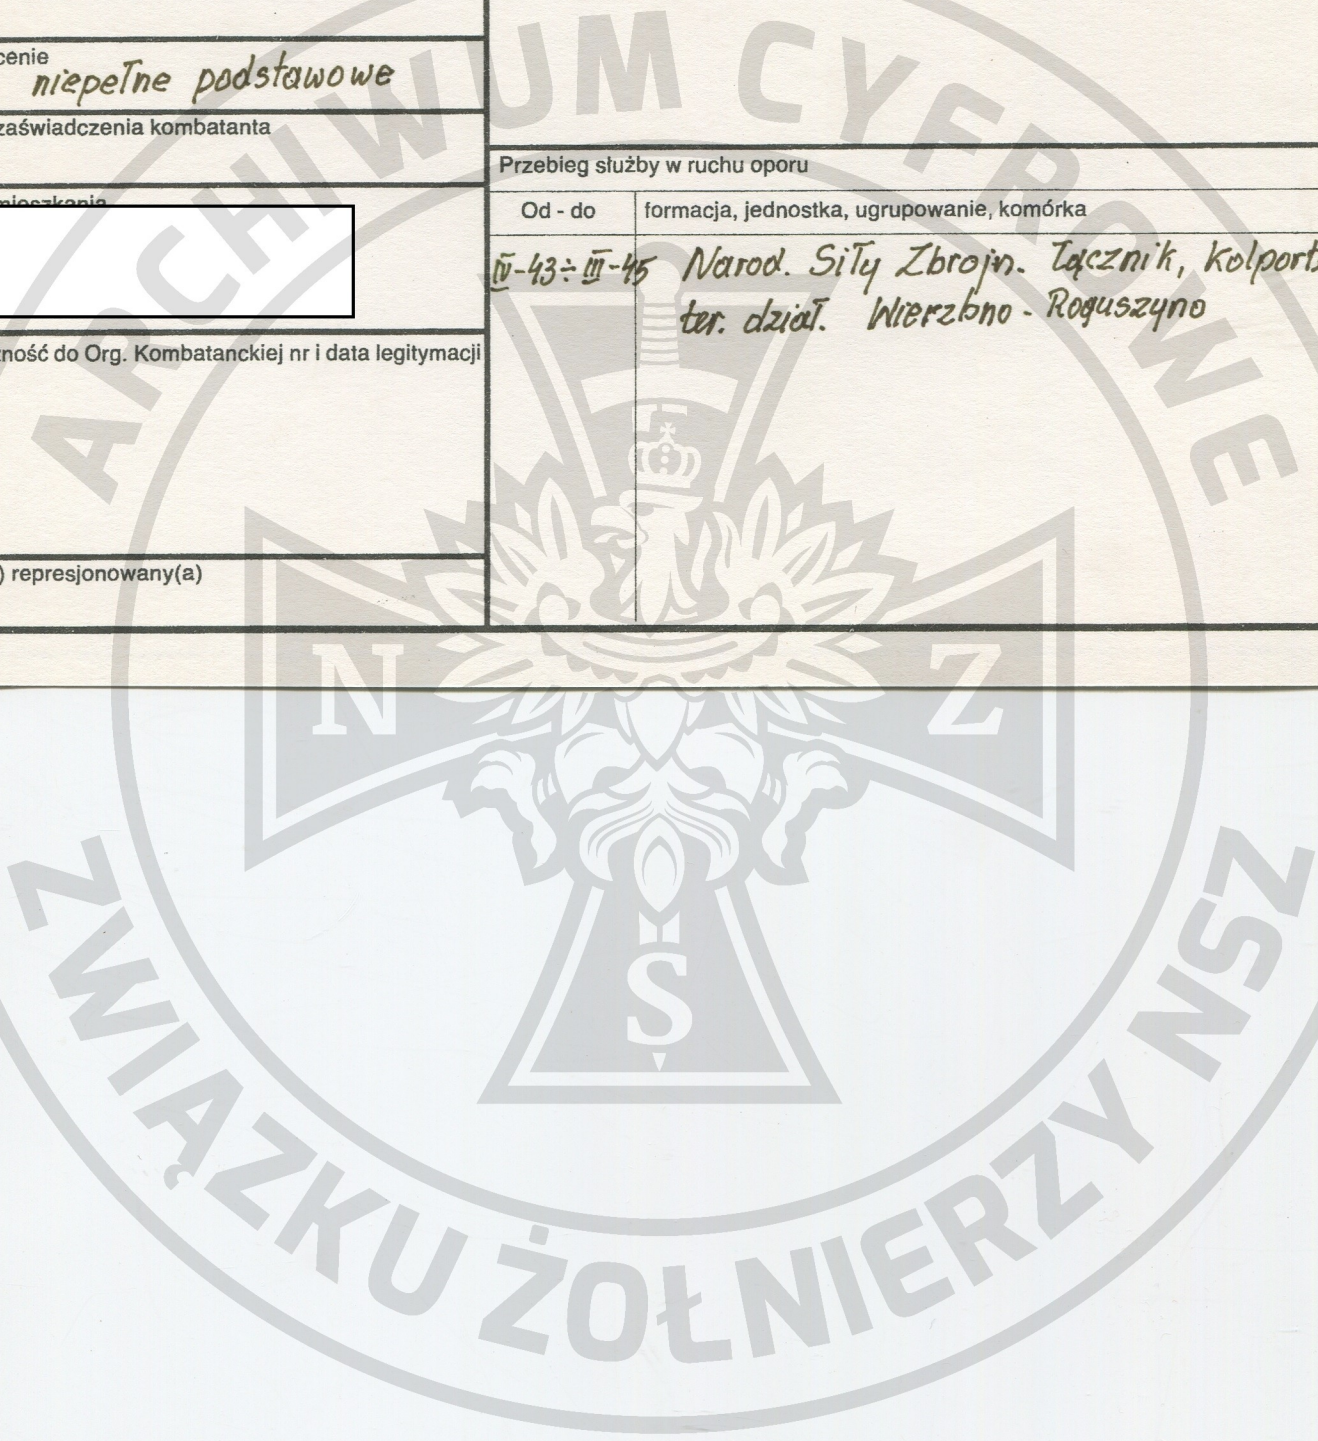 cenie
niepełne podstawowe
zaświadczenia kombatanta
mieszkania
ność do Org. Kombatanckiej nr i data legitymacji
) represjonowany(a)
Przebieg służby w ruchu oporu
Od - do formacja, jednostka, ugrupowanie, komórka
IV-43÷III-45 Narod. Siły Zbrojn. Łącznik, Kolport
ter. dział. Wierzbno - Roguszyno
ARCHIWUM CYFROWE
ZWIĄZKU ŻOŁNIERZY NSZ
N Z
S